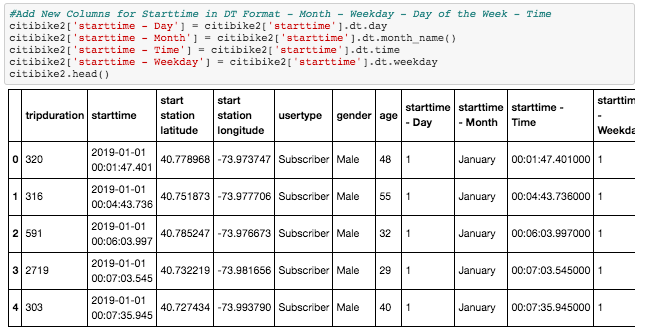 #Add New Columns for Starttime in DT Format - Month - Weekday - Day of the Week - Time
citibike2['starttime - Day'] = citibike2['starttime'].dt.day
citibike2['starttime - Month'] = citibike2['starttime'].dt.month_name()
citibike2['starttime - Time'] = citibike2['starttime'].dt.time
citibike2['starttime - Weekday'] = citibike2['starttime'].dt.weekday
citibike2.head()
tripduration starttime start station latitude start station longitude usertype gender age starttime - Day starttime - Month starttime - Time starttim - Weekda
0 320 2019-01-01 00:01:47.401 40.778968 -73.973747 Subscriber Male 48 1 January 00:01:47.401000 1
1 316 2019-01-01 00:04:43.736 40.751873 -73.977706 Subscriber Male 55 1 January 00:04:43.736000 1
2 591 2019-01-01 00:06:03.997 40.785247 -73.976673 Subscriber Male 32 1 January 00:06:03.997000 1
3 2719 2019-01-01 00:07:03.545 40.732219 -73.981656 Subscriber Male 29 1 January 00:07:03.545000 1
4 303 2019-01-01 00:07:35.945 40.727434 -73.993790 Subscriber Male 40 1 January 00:07:35.945000 1